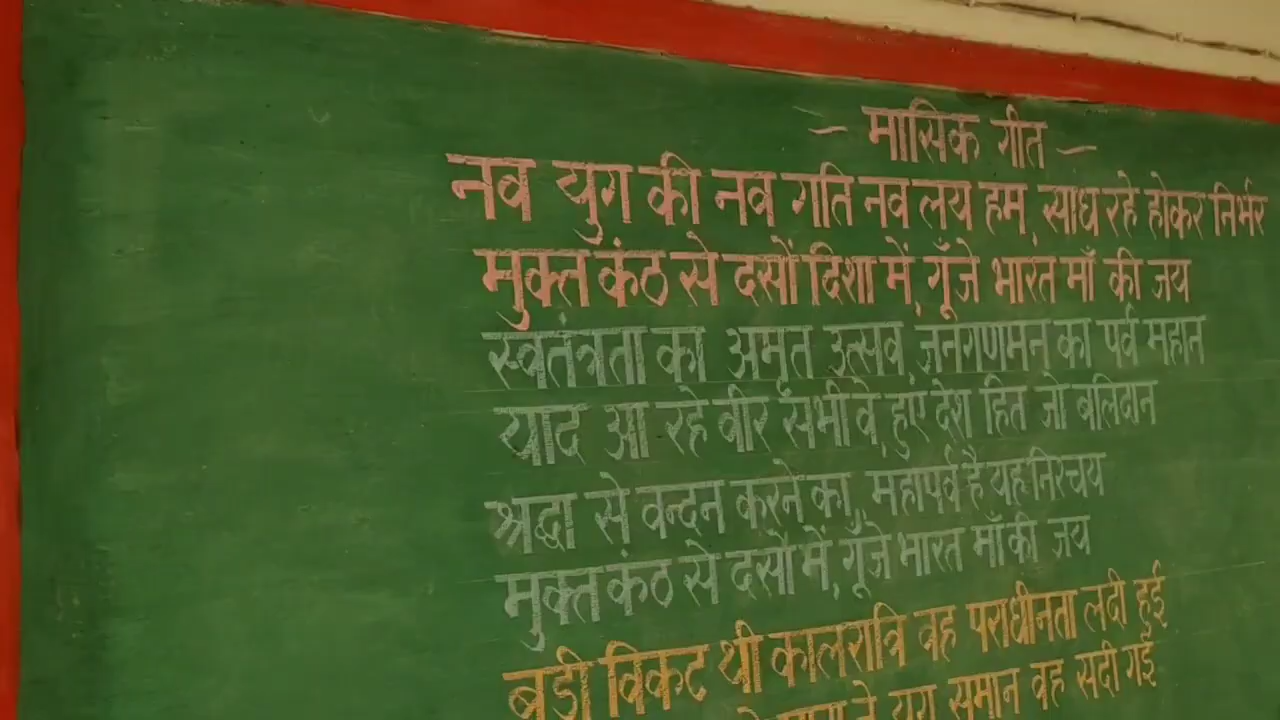 – मासिक गीत –
नव युग की नव गति नव लय हम, साध रहे होकर निर्भर
मुक्त कंठ से दसों दिशा में, गूँजे भारत माँ की जय
स्वतंत्रता का अमृत उत्सव, जनगणमन का पर्व महान
याद आ रहे वीर सभी वे, हुए देश हित जो बलिदान
श्रद्धा से वन्दन करने का, महापर्व है यह निश्चय
मुक्त कंठ से दसों में, गूँजे भारत माँ की जय
बड़ी विकट थी कालरात्रि वह पराधीनता लदी हुई
युग समान वह सदी गई